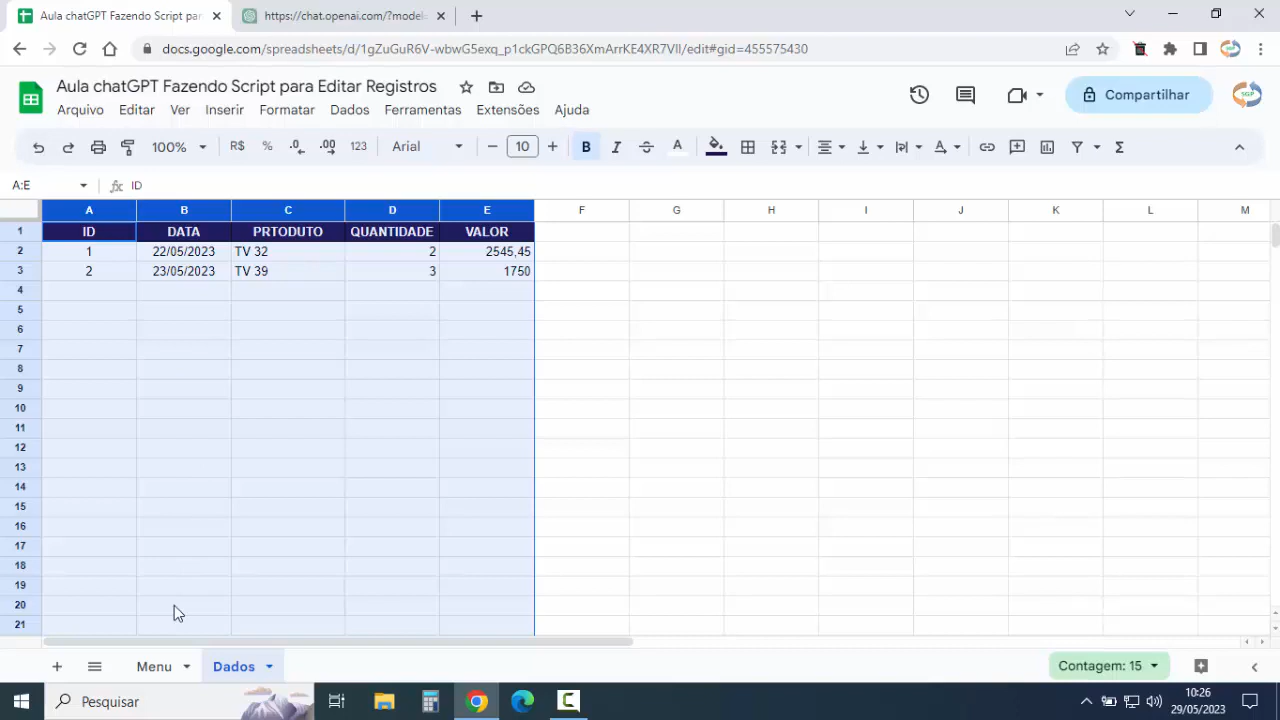 Aula chatGPT Fazendo Script par
https://chat.openai.com/?model
docs.google.com/spreadsheets/d/1gZuGuR6V-wbwG5exq_p1ckGPQ6B36XmArrKE4XR7VlI/edit#gid=455575430
Aula chatGPT Fazendo Script para Editar Registros
Arquivo Editar Ver Inserir Formatar Dados Extensões Ferramentas Ajuda
Compartilhar
100% R$ % .0 .00 123 Arial 10 B I A
A:E fx ID
A B C D E F G H I J K L M
1 ID DATA PRTODUTO QUANTIDADE VALOR
2 1 22/05/2023 TV 32 2 2545,45
3 2 23/05/2023 TV 39 3 1750
4
5
6
7
8
9
10
11
12
13
14
15
16
17
18
19
20
21
Menu Dados Contagem: 15
Pesquisar
10:26
29/05/2023